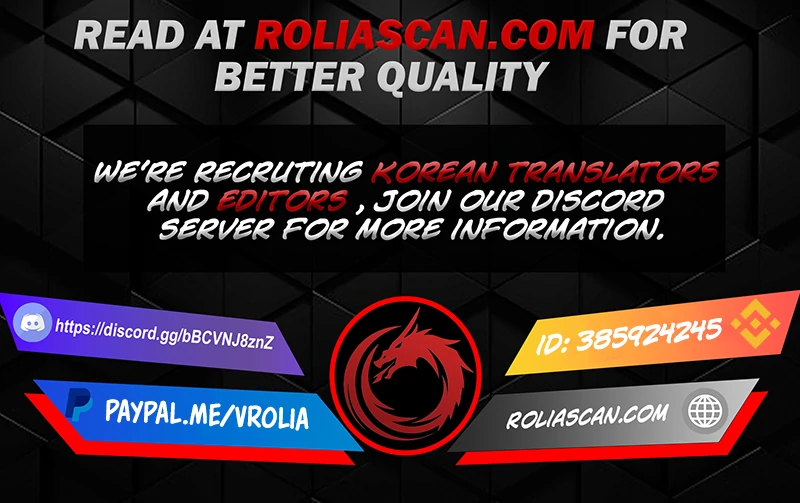 READ AT ROLIASCAN.COM FOR
BETTER QUALITY
WE'RE RECRUTING KOREAN TRANSLATORS
AND EDITORS , JOIN OUR DISCORD
SERVER FOR MORE INFORMATION.
https://discord.gg/bBCVNJ8znZ
ID: 385924245
PAYPAL.ME/VROLIA
ROLIASCAN.COM